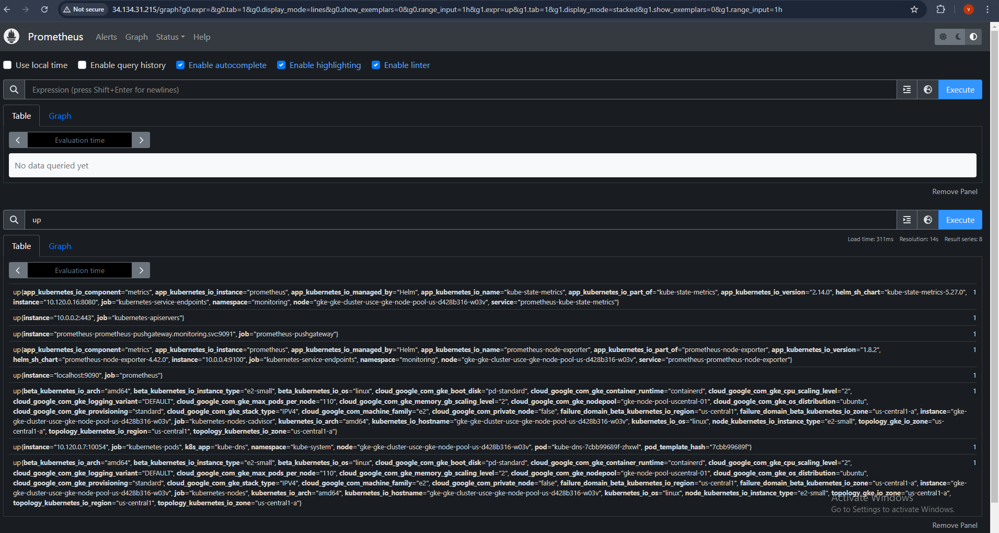 Not secure
34.134.31.215/graph?g0.expr=&g0.tab=1&g0.display_mode=lines&g0.show_exemplars=0&g0.range_input=1h&g1.expr=up&g1.tab=1&g1.display_mode=stacked&g1.show_exemplars=0&g1.range_input=1h
V
Prometheus Alerts Graph Status Help
Use local time Enable query history Enable autocomplete Enable highlighting Enable linter
Expression (press Shift+Enter for newlines) Execute
Table Graph
Evaluation time
No data queried yet
Remove Panel
up Execute
Load time: 311ms Resolution: 14s Result series: 8
Table Graph
Evaluation time
up{app_kubernetes_io_component="metrics", app_kubernetes_io_instance="prometheus", app_kubernetes_io_managed_by="Helm", app_kubernetes_io_name="kube-state-metrics", app_kubernetes_io_part_of="kube-state-metrics", app_kubernetes_io_version="2.14.0", helm_sh_chart="kube-state-metrics-5.27.0", 1
instance="10.120.0.16:8080", job="kubernetes-service-endpoints", namespace="monitoring", node="gke-gke-cluster-usce-gke-node-pool-us-d428b316-w03v", service="prometheus-kube-state-metrics"}
up{instance="10.0.0.2:443", job="kubernetes-apiservers"} 1
up{instance="prometheus-prometheus-pushgateway.monitoring.svc:9091", job="prometheus-pushgateway"} 1
up{app_kubernetes_io_component="metrics", app_kubernetes_io_instance="prometheus", app_kubernetes_io_managed_by="Helm", app_kubernetes_io_name="prometheus-node-exporter", app_kubernetes_io_part_of="prometheus-node-exporter", app_kubernetes_io_version="1.8.2", 1
helm_sh_chart="prometheus-node-exporter-4.42.0", instance="10.0.0.4:9100", job="kubernetes-service-endpoints", namespace="monitoring", node="gke-gke-cluster-usce-gke-node-pool-us-d428b316-w03v", service="prometheus-prometheus-node-exporter"}
up{instance="localhost:9090", job="prometheus"} 1
up{beta_kubernetes_io_arch="amd64", beta_kubernetes_io_instance_type="e2-small", beta_kubernetes_io_os="linux", cloud_google_com_gke_boot_disk="pd-standard", cloud_google_com_gke_container_runtime="containerd", cloud_google_com_gke_cpu_scaling_level="2", 1
cloud_google_com_gke_logging_variant="DEFAULT", cloud_google_com_gke_max_pods_per_node="110", cloud_google_com_gke_memory_gb_scaling_level="2", cloud_google_com_gke_nodepool="gke-node-pool-uscentral-01", cloud_google_com_gke_os_distribution="ubuntu",
cloud_google_com_gke_provisioning="standard", cloud_google_com_gke_stack_type="IPV4", cloud_google_com_machine_family="e2", cloud_google_com_private_node="false", failure_domain_beta_kubernetes_io_region="us-central1", failure_domain_beta_kubernetes_io_zone="us-central1-a", instance="gke-
gke-cluster-usce-gke-node-pool-us-d428b316-w03v", job="kubernetes-nodes-cadvisor", kubernetes_io_arch="amd64", kubernetes_io_hostname="gke-gke-cluster-usce-gke-node-pool-us-d428b316-w03v", kubernetes_io_os="linux", node_kubernetes_io_instance_type="e2-small", topology_gke_io_zone="us-
central1-a", topology_kubernetes_io_region="us-central1", topology_kubernetes_io_zone="us-central1-a"}
up{instance="10.120.0.7:10054", job="kubernetes-pods", k8s_app="kube-dns", namespace="kube-system", node="gke-gke-cluster-usce-gke-node-pool-us-d428b316-w03v", pod="kube-dns-7cbb99689f-zhxwl", pod_template_hash="7cbb99689f"} 1
up{beta_kubernetes_io_arch="amd64", beta_kubernetes_io_instance_type="e2-small", beta_kubernetes_io_os="linux", cloud_google_com_gke_boot_disk="pd-standard", cloud_google_com_gke_container_runtime="containerd", cloud_google_com_gke_cpu_scaling_level="2", 1
cloud_google_com_gke_logging_variant="DEFAULT", cloud_google_com_gke_max_pods_per_node="110", cloud_google_com_gke_memory_gb_scaling_level="2", cloud_google_com_gke_nodepool="gke-node-pool-uscentral-01", cloud_google_com_gke_os_distribution="ubuntu",
cloud_google_com_gke_provisioning="standard", cloud_google_com_gke_stack_type="IPV4", cloud_google_com_machine_family="e2", cloud_google_com_private_node="false", failure_domain_beta_kubernetes_io_region="us-central1", failure_domain_beta_kubernetes_io_zone="us-central1-a", instance="gke-
gke-cluster-usce-gke-node-pool-us-d428b316-w03v", job="kubernetes-nodes", kubernetes_io_arch="amd64", kubernetes_io_hostname="gke-gke-cluster-usce-gke-node-pool-us-d428b316-w03v", kubernetes_io_os="linux", node_kubernetes_io_instance_type="e2-small", topology_gke_io_zone="us-central1-a",
topology_kubernetes_io_region="us-central1", topology_kubernetes_io_zone="us-central1-a"}
Activate Windows
Go to Settings to activate Windows.
Remove Panel